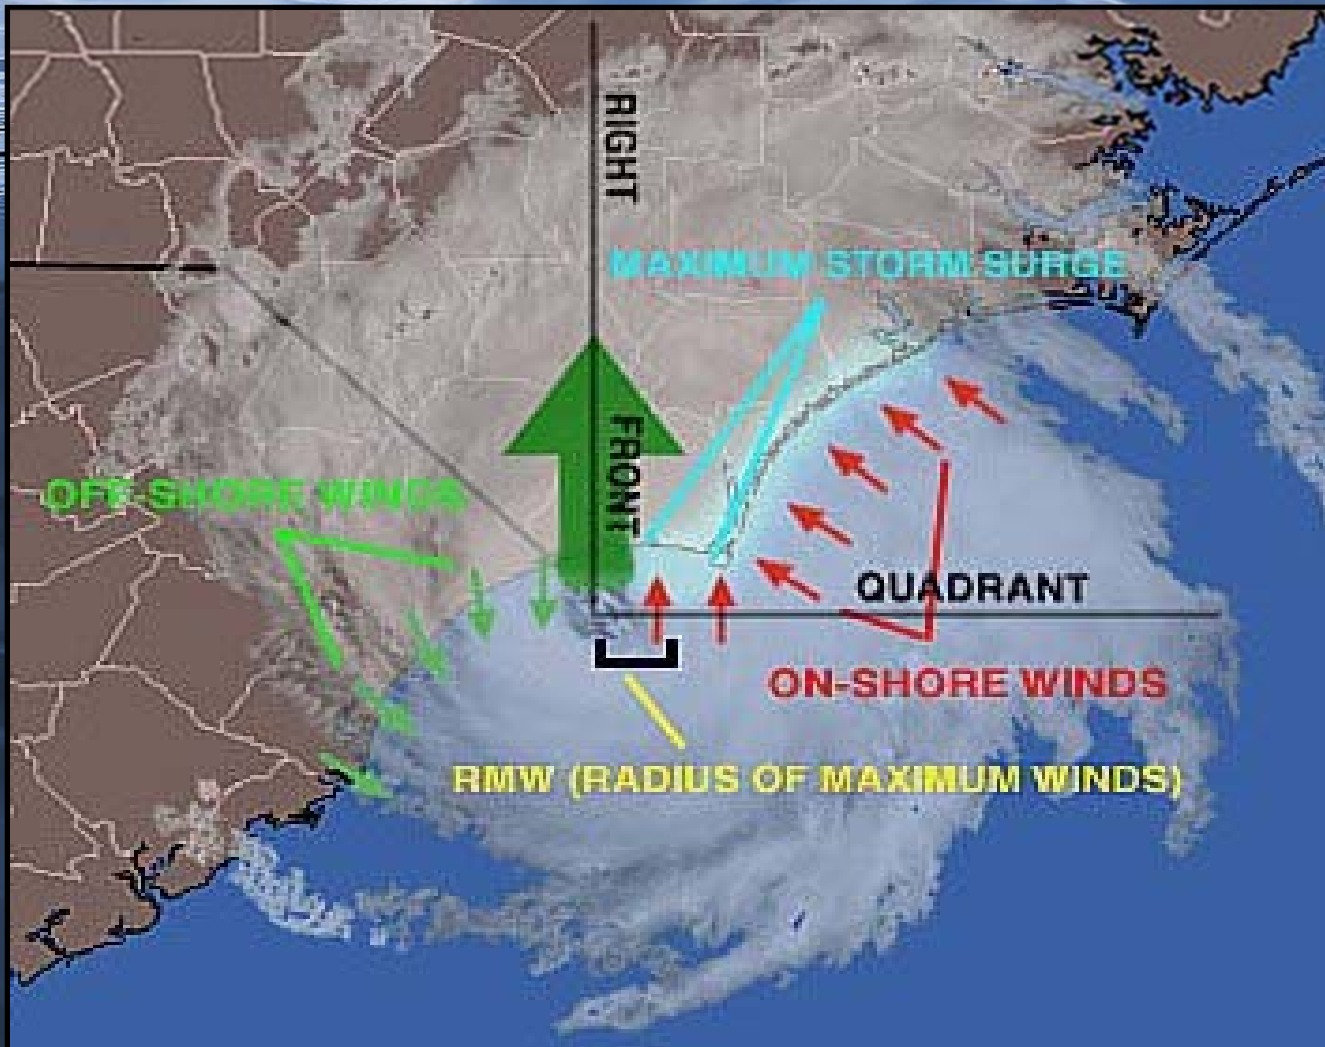 RIGHT
MAXIMUM STORM SURGE
FRONT
OFF-SHORE WINDS
QUADRANT
ON-SHORE WINDS
RMW (RADIUS OF MAXIMUM WINDS)